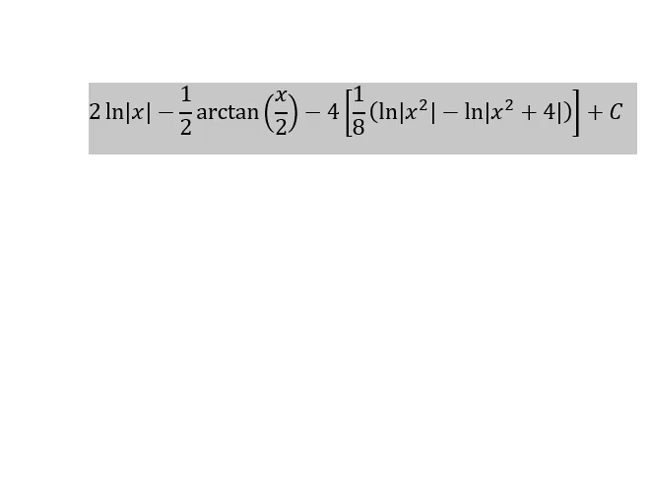 2 ln|x| − 1/2 arctan(x/2) − 4[1/8(ln|x²| − ln|x² + 4|)] + C